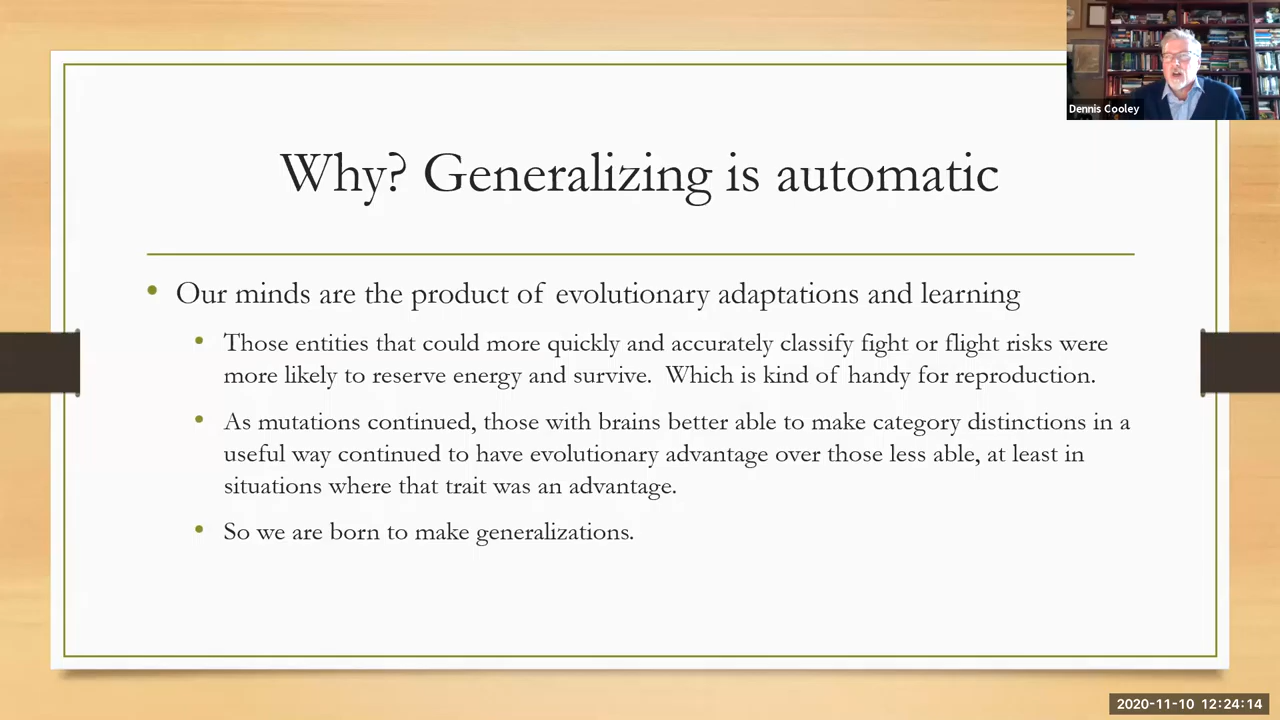 Dennis Cooley
Why? Generalizing is automatic
• Our minds are the product of evolutionary adaptations and learning
• Those entities that could more quickly and accurately classify fight or flight risks were
more likely to reserve energy and survive.  Which is kind of handy for reproduction.
• As mutations continued, those with brains better able to make category distinctions in a
useful way continued to have evolutionary advantage over those less able, at least in
situations where that trait was an advantage.
• So we are born to make generalizations.
2020-11-10 12:24:14